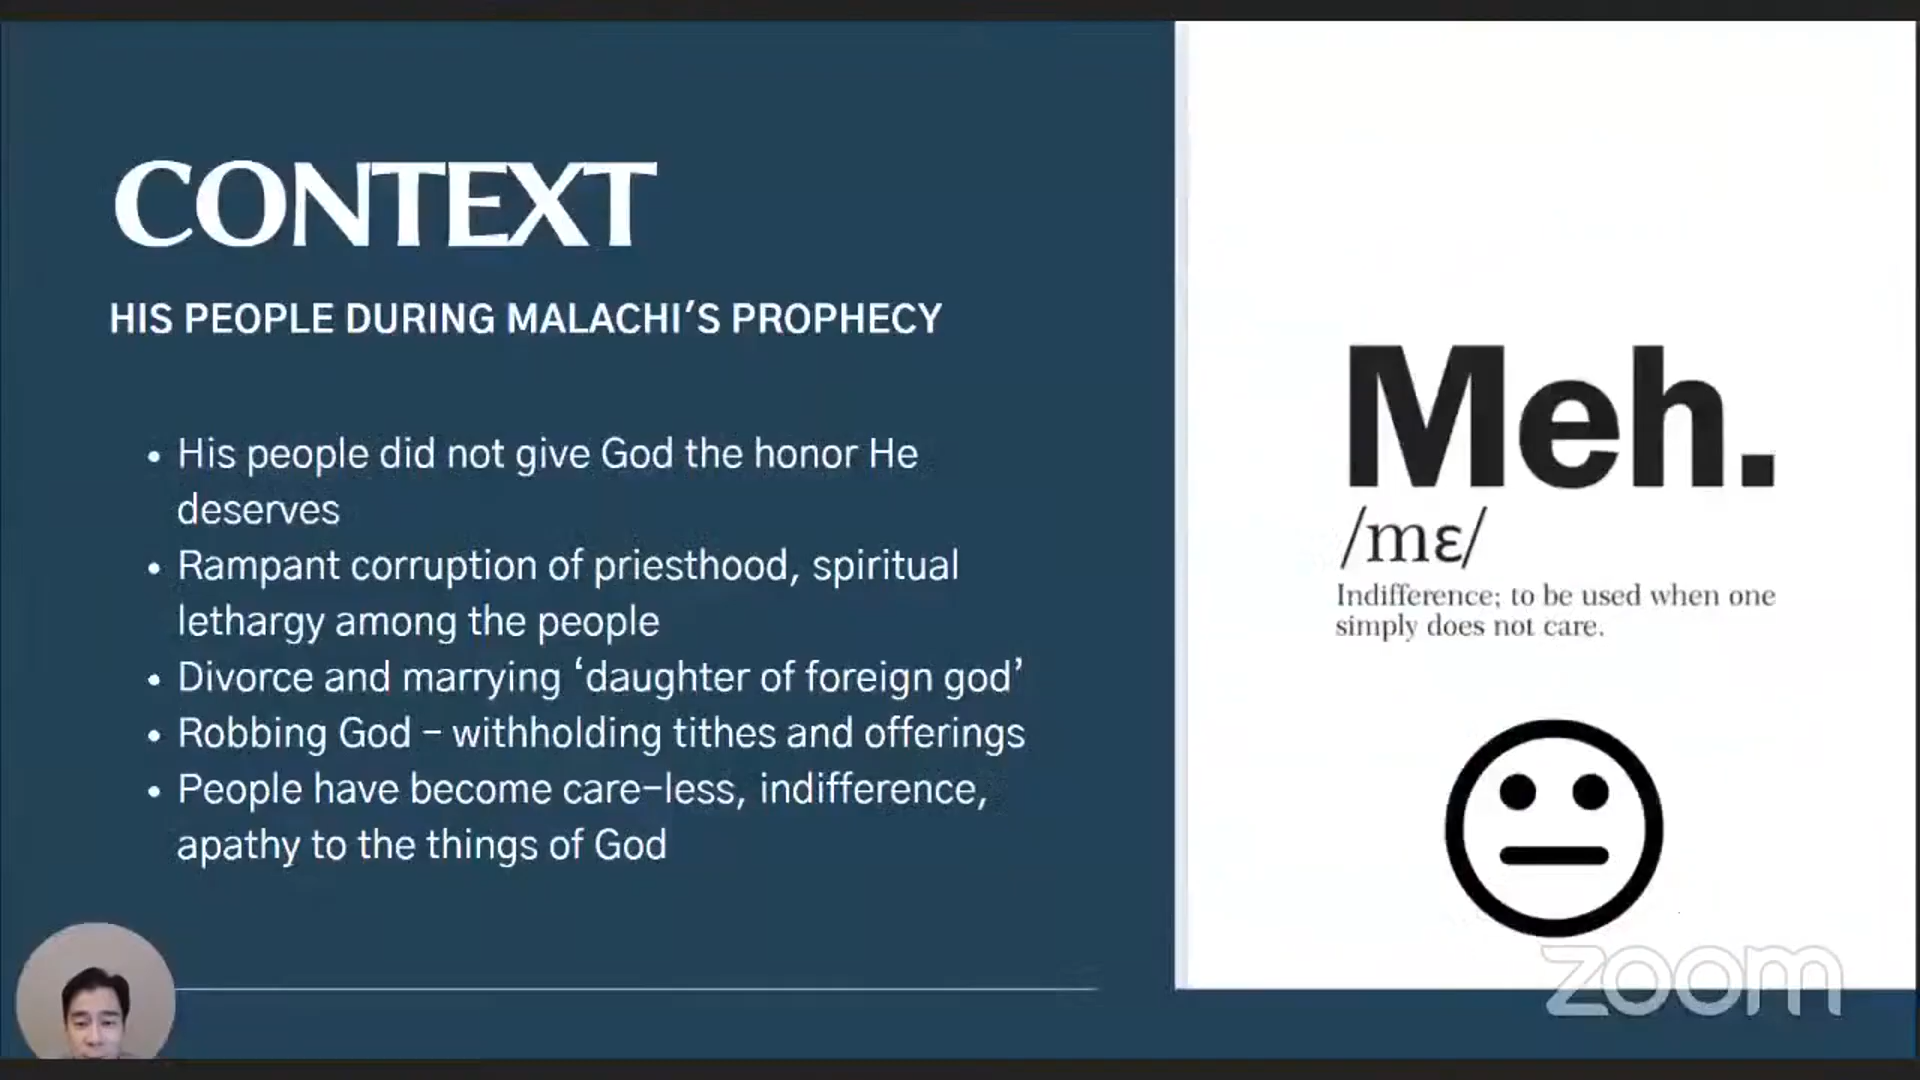 CONTEXT
HIS PEOPLE DURING MALACHI'S PROPHECY
• His people did not give God the honor He
deserves
• Rampant corruption of priesthood, spiritual
lethargy among the people
• Divorce and marrying ‘daughter of foreign god’
• Robbing God - withholding tithes and offerings
• People have become care-less, indifference,
apathy to the things of God
Meh.
/mɛ/
Indifference; to be used when one
simply does not care.
zoom